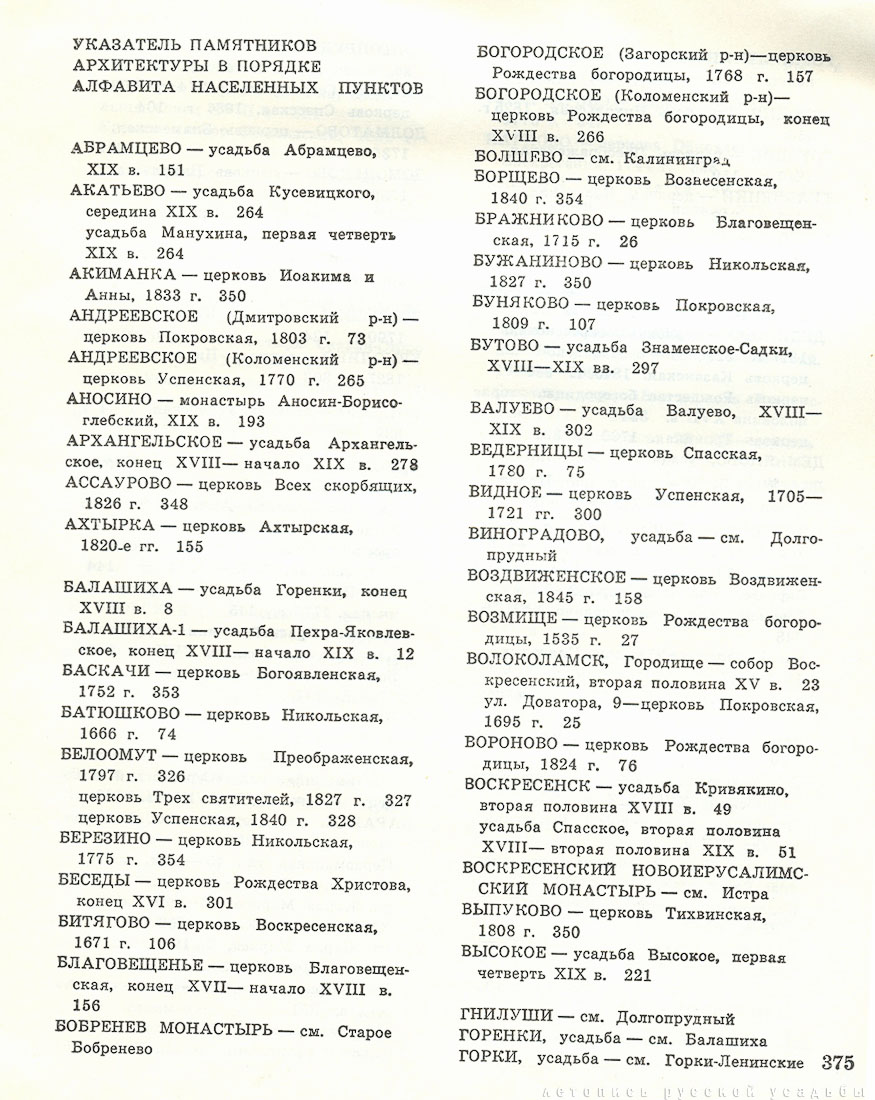 УКАЗАТЕЛЬ ПАМЯТНИКОВ
АРХИТЕКТУРЫ В ПОРЯДКЕ
АЛФАВИТА НАСЕЛЕННЫХ ПУНКТОВ
АБРАМЦЕВО — усадьба Абрамцево,
XIX в. 151
АКАТЬЕВО — усадьба Кусевицкого,
середина XIX в. 264
усадьба Манухина, первая четверть
XIX в. 264
АКИМАНКА — церковь Иоакима и
Анны, 1833 г. 350
АНДРЕЕВСКОЕ (Дмитровский р-н) —
церковь Покровская, 1803 г. 73
АНДРЕЕВСКОЕ (Коломенский р-н) —
церковь Успенская, 1770 г. 265
АНОСИНО — монастырь Аносин-Борисо-
глебский, XIX в. 193
АРХАНГЕЛЬСКОЕ — усадьба Архангель-
ское, конец XVIII— начало XIX в. 278
АССАУРОВО — церковь Всех скорбящих,
1826 г. 348
АХТЫРКА — церковь Ахтырская,
1820-е гг. 155
БАЛАШИХА — усадьба Горенки, конец
XVIII в. 8
БАЛАШИХА-1 — усадьба Пехра-Яковлев-
ское, конец XVIII— начало XIX в. 12
БАСКАЧИ — церковь Богоявленская,
1752 г. 353
БАТЮШКОВО — церковь Никольская,
1666 г. 74
БЕЛООМУТ — церковь Преображенская,
1797 г. 326
церковь Трех святителей, 1827 г. 327
церковь Успенская, 1840 г. 328
БЕРЕЗИНО — церковь Никольская,
1775 г. 354
БЕСЕДЫ — церковь Рождества Христова,
конец XVI в. 301
БИТЯГОВО — церковь Воскресенская,
1671 г. 106
БЛАГОВЕЩЕНЬЕ — церковь Благовещен-
ская, конец XVII— начало XVIII в.
156
БОБРЕНЕВ МОНАСТЫРЬ — см. Старое
Бобренево
БОГОРОДСКОЕ (Загорский р-н)—церковь
Рождества богородицы, 1768 г. 157
БОГОРОДСКОЕ (Коломенский р-н)—
церковь Рождества богородицы, конец
XVIII в. 266
БОЛШЕВО — см. Калининград
БОРЩЕВО — церковь Вознесенская,
1840 г. 354
БРАЖНИКОВО — церковь Благовещен-
ская, 1715 г. 26
БУЖАНИНОВО — церковь Никольская,
1827 г. 350
БУНЯКОВО — церковь Покровская,
1809 г. 107
БУТОВО — усадьба Знаменское-Садки,
XVIII—XIX вв. 297
ВАЛУЕВО — усадьба Валуево, XVIII—
XIX в. 302
ВЕДЕРНИЦЫ — церковь Спасская,
1780 г. 75
ВИДНОЕ — церковь Успенская, 1705—
1721 гг. 300
ВИНОГРАДОВО, усадьба — см. Долго-
прудный
ВОЗДВИЖЕНСКОЕ — церковь Воздвижен-
ская, 1845 г. 158
ВОЗМИЩЕ — церковь Рождества богоро-
дицы, 1535 г. 27
ВОЛОКОЛАМСК, Городище — собор Вос-
кресенский, вторая половина XV в. 23
ул. Доватора, 9—церковь Покровская,
1695 г. 25
ВОРОНОВО — церковь Рождества богоро-
дицы, 1824 г. 76
ВОСКРЕСЕНСК — усадьба Кривякино,
вторая половина XVIII в. 49
усадьба Спасское, вторая половина
XVIII— вторая половина XIX в. 51
ВОСКРЕСЕНСКИЙ НОВОИЕРУСАЛИМС-
СКИЙ МОНАСТЫРЬ — см. Истра
ВЫПУКОВО — церковь Тихвинская,
1808 г. 350
ВЫСОКОЕ — усадьба Высокое, первая
четверть XIX в. 221
ГНИЛУШИ — см. Долгопрудный
ГОРЕНКИ, усадьба — см. Балашиха
ГОРКИ, усадьба — см. Горки-Ленинские 375
летопись русской усадьбы